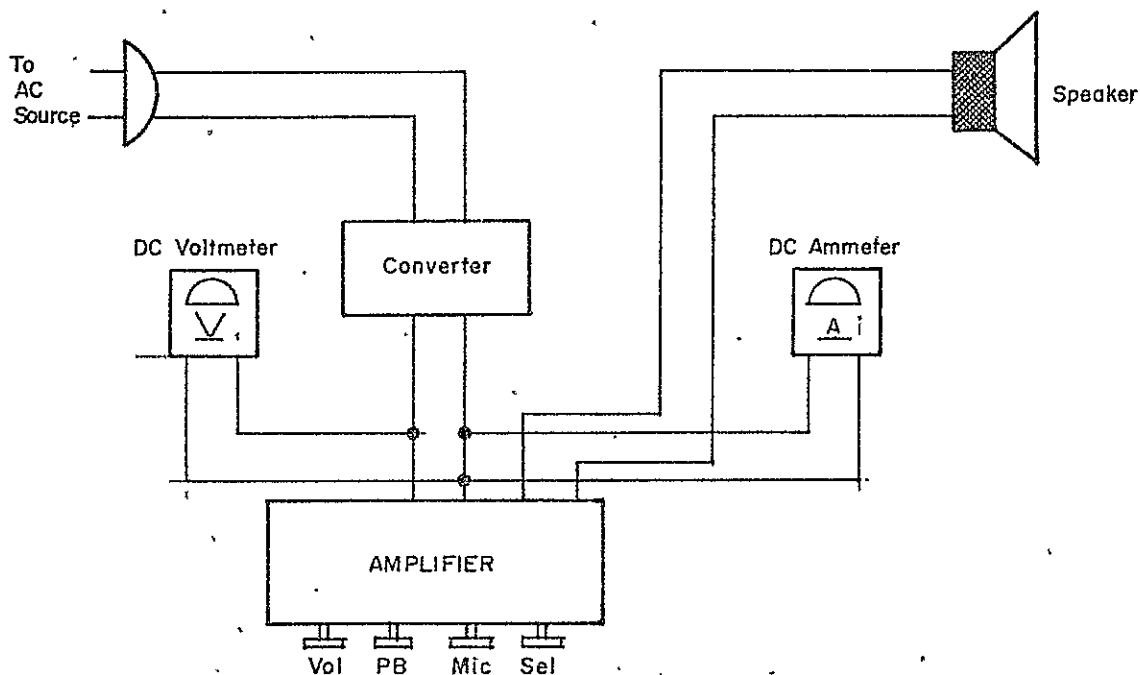 To
AC
Source
Speaker
DC Voltmeter
Converter
DC Ammeter
V
A
AMPLIFIER
Vol PB Mic Sel